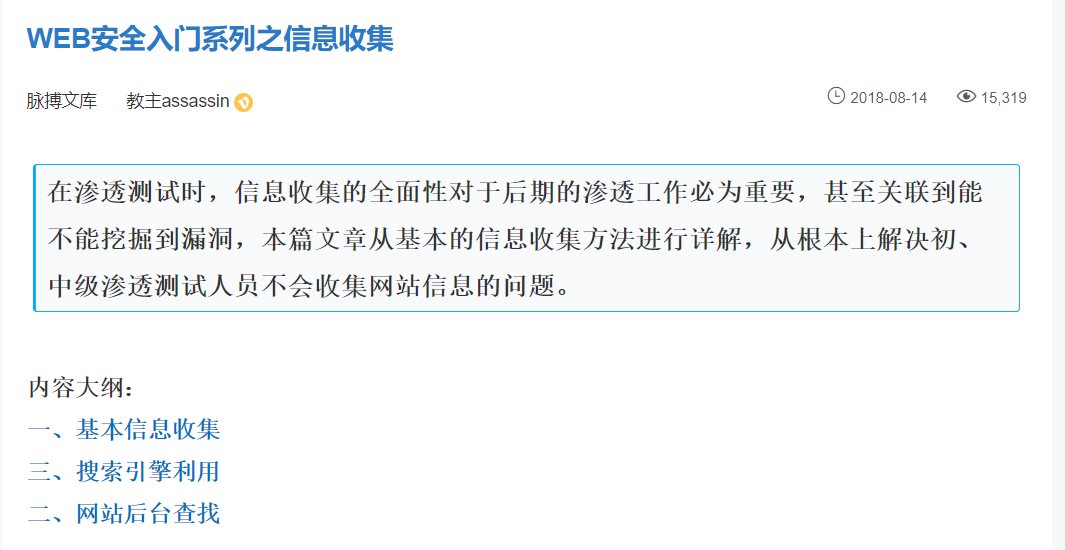 WEB安全入门系列之信息收集
脉搏文库 教主assassin 2018-08-14 15,319
在渗透测试时，信息收集的全面性对于后期的渗透工作必为重要，甚至关联到能
不能挖掘到漏洞，本篇文章从基本的信息收集方法进行详解，从根本上解决初、
中级渗透测试人员不会收集网站信息的问题。
内容大纲：
一、基本信息收集
三、搜索引擎利用
二、网站后台查找